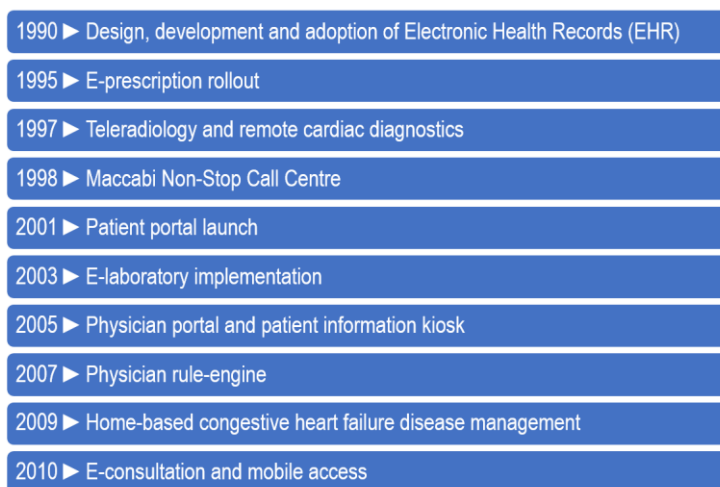 1990 ► Design, development and adoption of Electronic Health Records (EHR)
1995 ► E-prescription rollout
1997 ► Teleradiology and remote cardiac diagnostics
1998 ► Maccabi Non-Stop Call Centre
2001 ► Patient portal launch
2003 ► E-laboratory implementation
2005 ► Physician portal and patient information kiosk
2007 ► Physician rule-engine
2009 ► Home-based congestive heart failure disease management
2010 ► E-consultation and mobile access